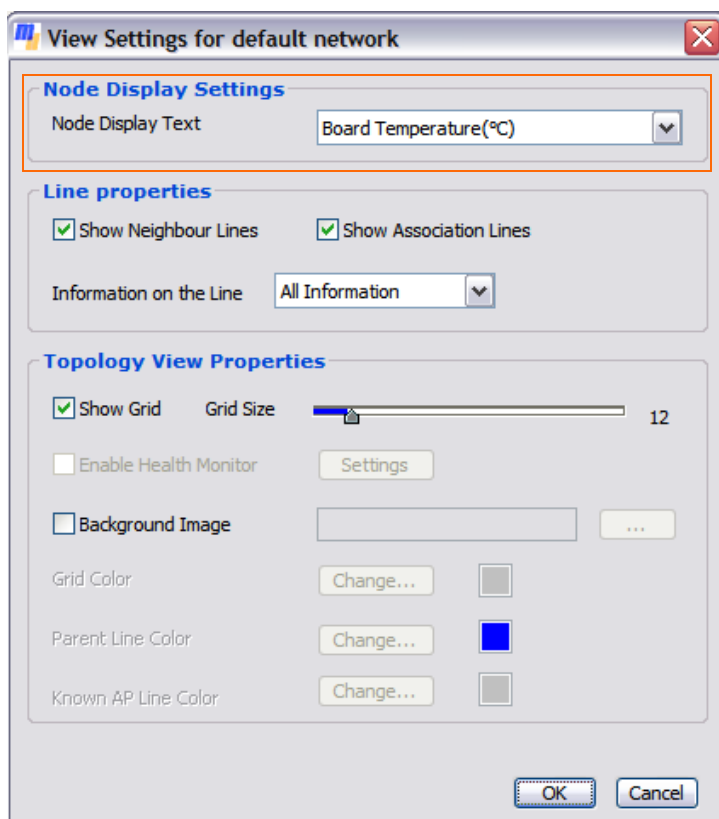 View Settings for default network
Node Display Settings
Node Display Text Board Temperature(°C)
Line properties
Show Neighbour Lines Show Association Lines
Information on the Line All Information
Topology View Properties
Show Grid Grid Size 12
Enable Health Monitor Settings
Background Image ...
Grid Color Change...
Parent Line Color Change...
Known AP Line Color Change...
OK Cancel